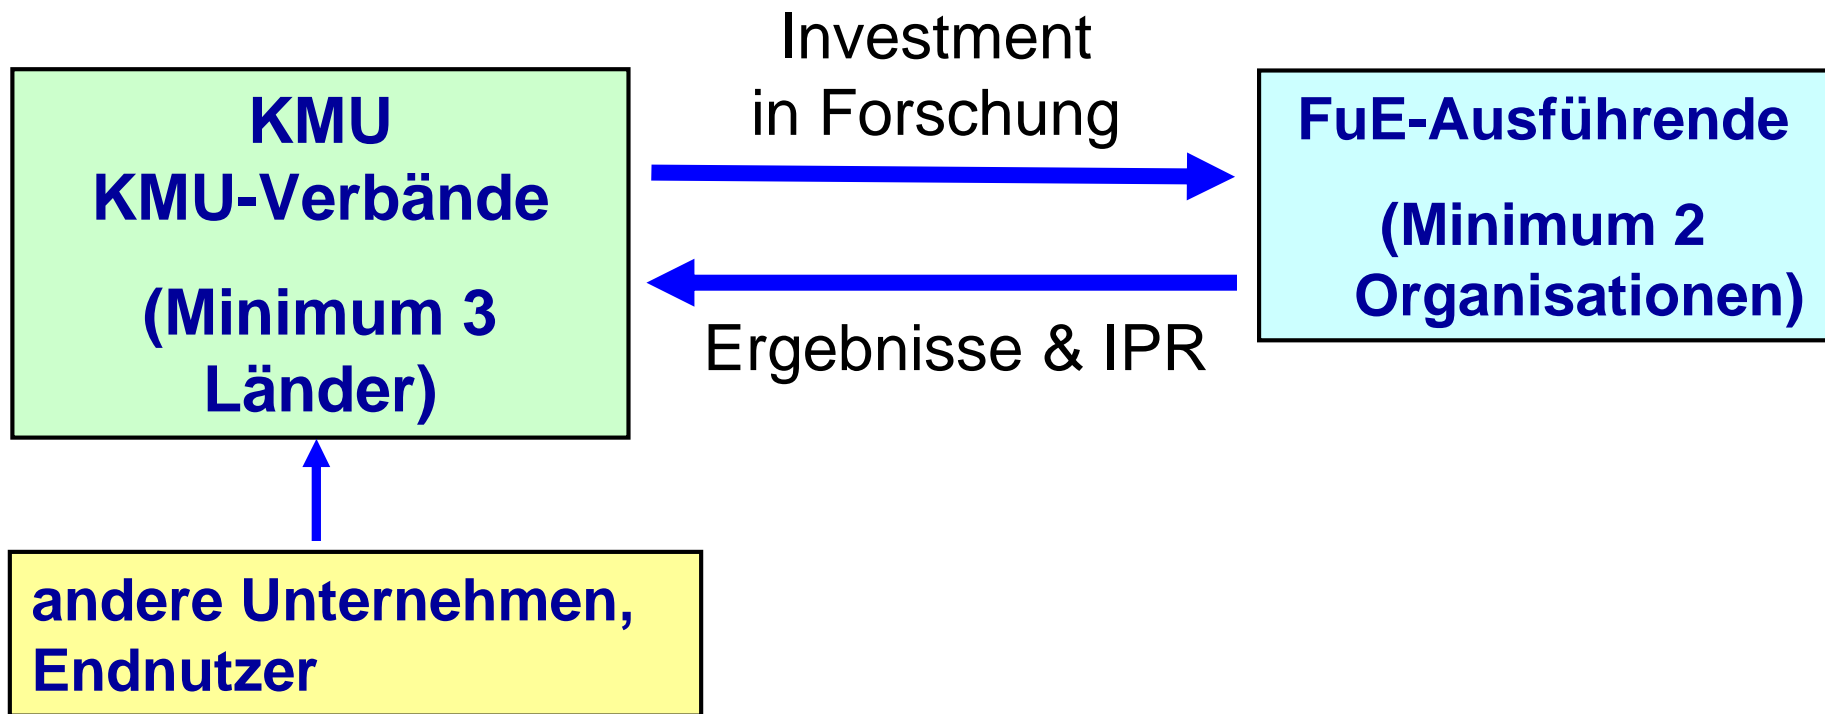 Investment
in Forschung
KMU
KMU-Verbände
(Minimum 3
Länder)
FuE-Ausführende
(Minimum 2
Organisationen)
Ergebnisse & IPR
andere Unternehmen,
Endnutzer